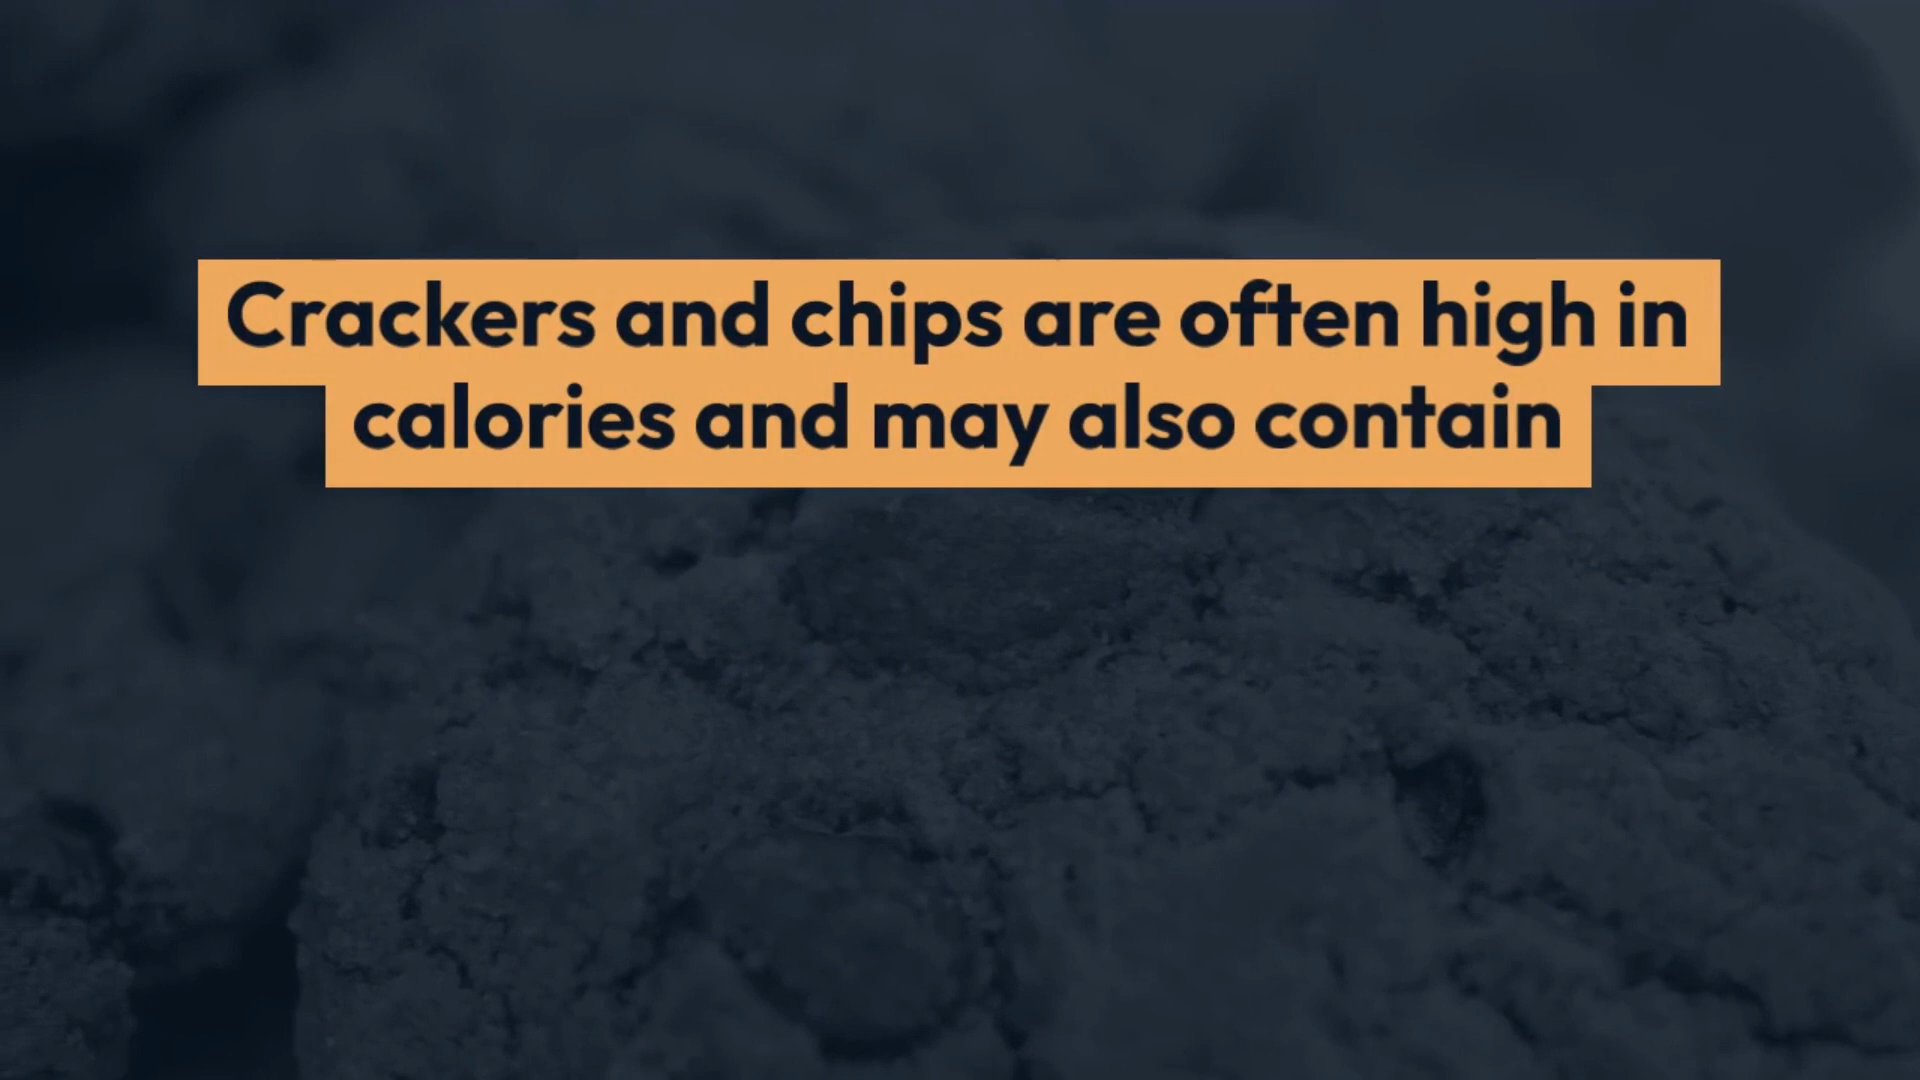 Crackers and chips are often high in
calories and may also contain